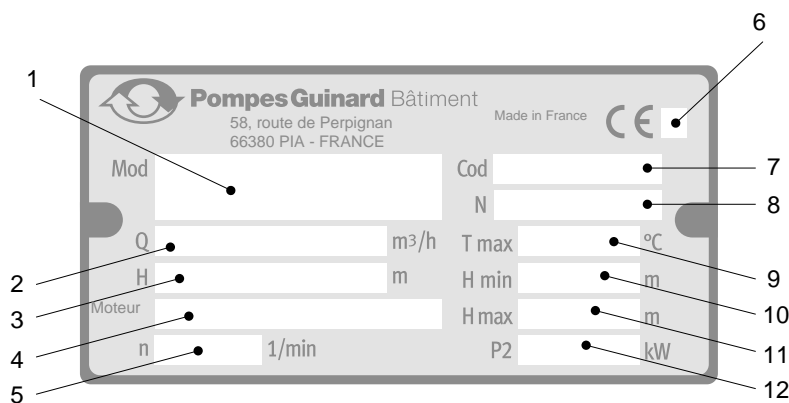 6
1
Pompes Guinard Bâtiment
58, route de Perpignan
66380 PIA - FRANCE
Made in France
CE
Mod
Cod
7
N
8
Q
m3/h
T max
°C
2
9
H
m
H min
m
3
10
Moteur
H max
m
4
11
n
1/min
P2
kW
5
12